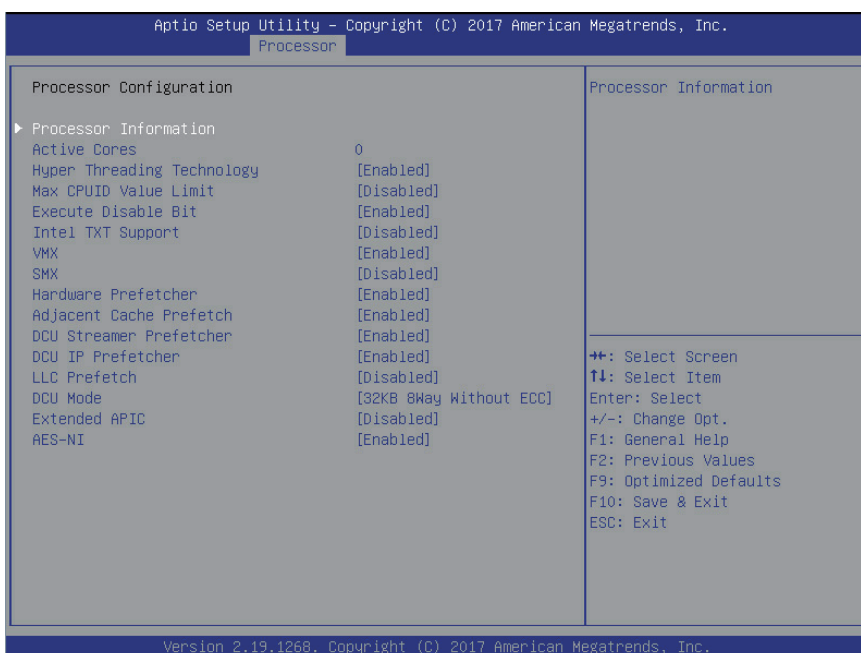 Aptio Setup Utility – Copyright (C) 2017 American Megatrends, Inc.
Processor
Processor Configuration
Processor Information
Active Cores 0
Hyper Threading Technology [Enabled]
Max CPUID Value Limit [Disabled]
Execute Disable Bit [Enabled]
Intel TXT Support [Disabled]
VMX [Enabled]
SMX [Disabled]
Hardware Prefetcher [Enabled]
Adjacent Cache Prefetch [Enabled]
DCU Streamer Prefetcher [Enabled]
DCU IP Prefetcher [Enabled]
LLC Prefetch [Disabled]
DCU Mode [32KB 8Way Without ECC]
Extended APIC [Disabled]
AES-NI [Enabled]
Processor Information
→←: Select Screen
↑↓: Select Item
Enter: Select
+/-: Change Opt.
F1: General Help
F2: Previous Values
F9: Optimized Defaults
F10: Save & Exit
ESC: Exit
Version 2.19.1268. Copyright (C) 2017 American Megatrends, Inc.